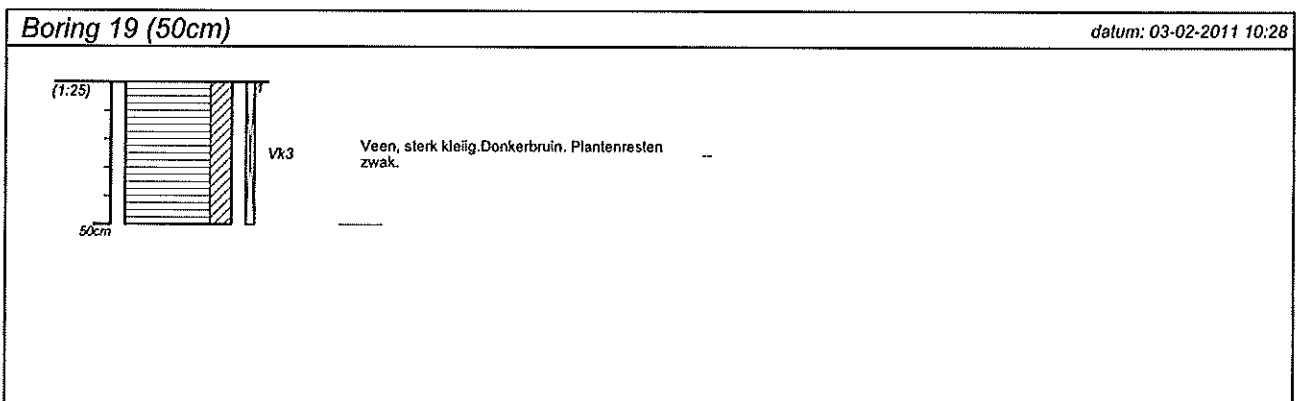 Boring 19 (50cm)
datum: 03-02-2011 10:28
(1:25)
1
Vk3
Veen, sterk kleiig.Donkerbruin. Plantenresten
zwak.
--
50cm